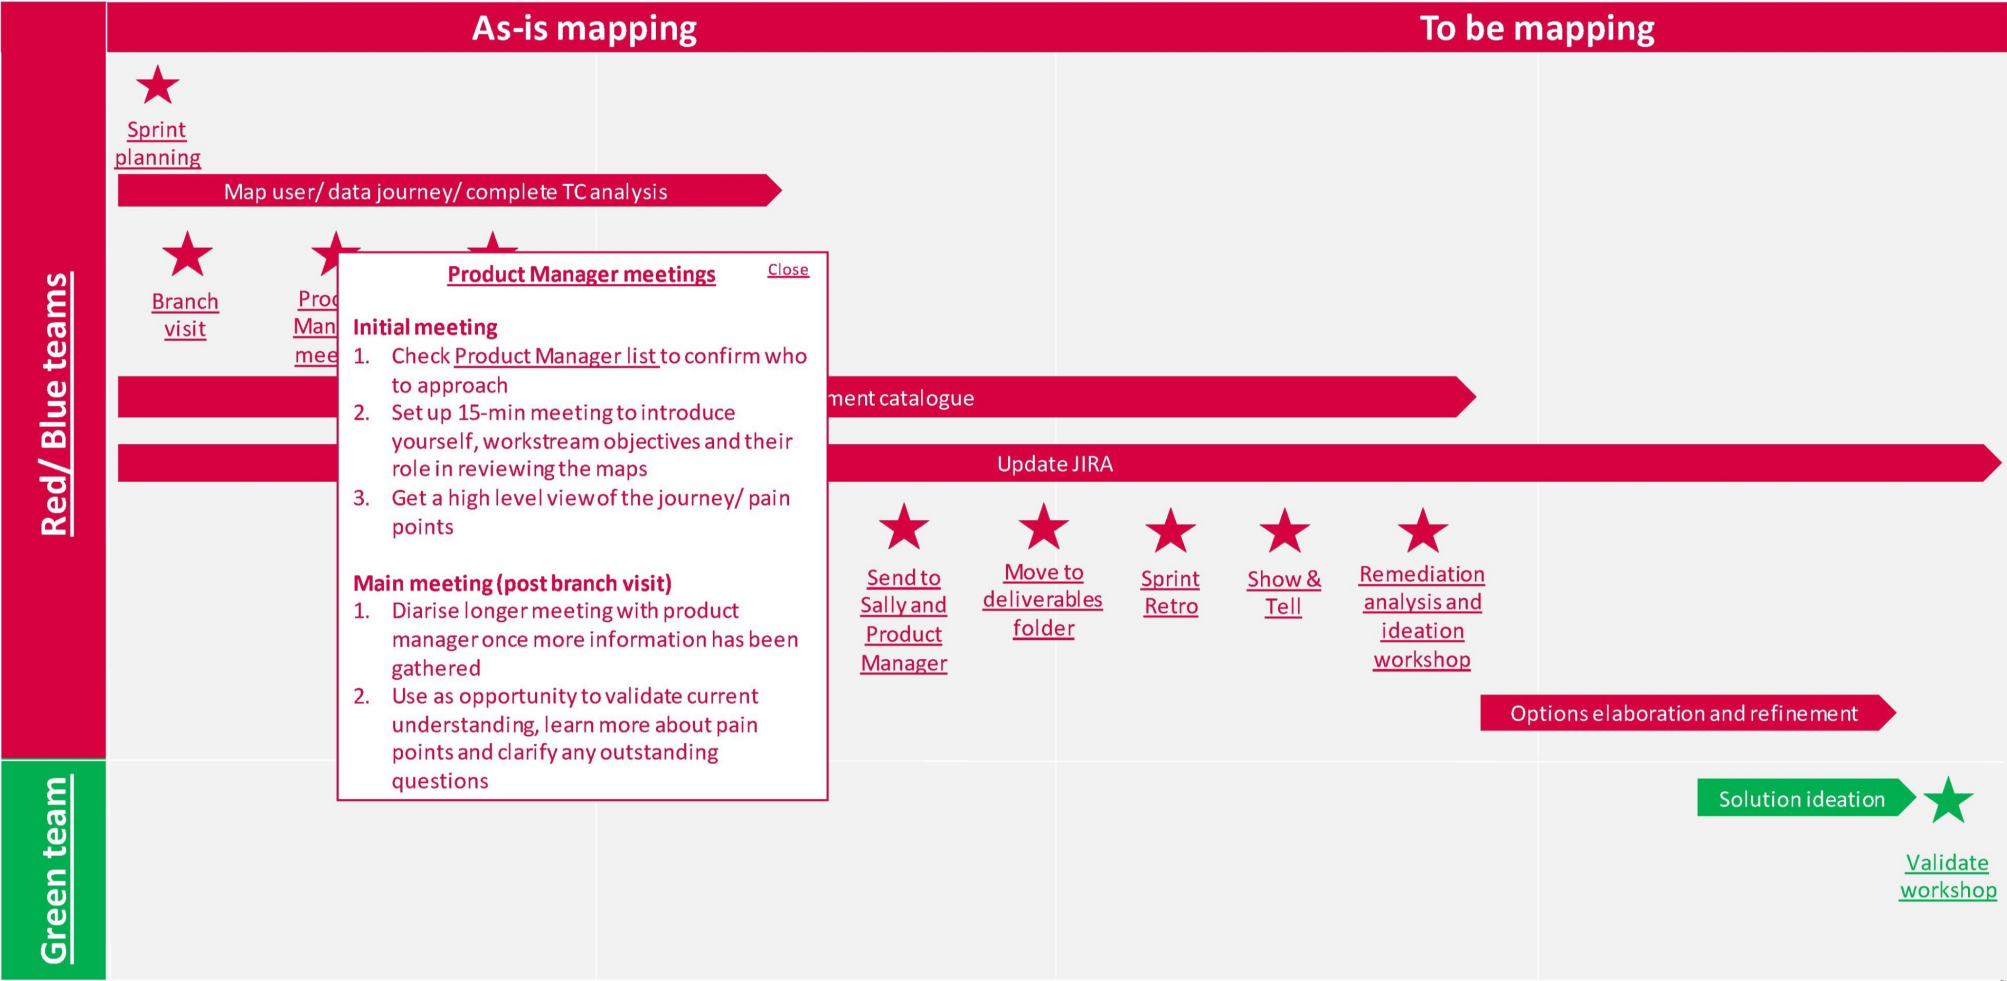 As-is mapping
To be mapping
Red/ Blue teams
Sprint
planning
Map user/ data journey/ complete TC analysis
Branch
visit
Product Manager meetings
Close
Initial meeting
1. Check Product Manager list to confirm who
to approach
2. Set up 15-min meeting to introduce
yourself, workstream objectives and their
role in reviewing the maps
3. Get a high level view of the journey/ pain
points
Main meeting (post branch visit)
1. Diarise longer meeting with product
manager once more information has been
gathered
2. Use as opportunity to validate current
understanding, learn more about pain
points and clarify any outstanding
questions
catalogue
Update JIRA
Send to
Sally and
Product
Manager
Move to
deliverables
folder
Sprint
Retro
Show &
Tell
Remediation
analysis and
ideation
workshop
Options elaboration and refinement
Green team
Solution ideation
Validate
workshop